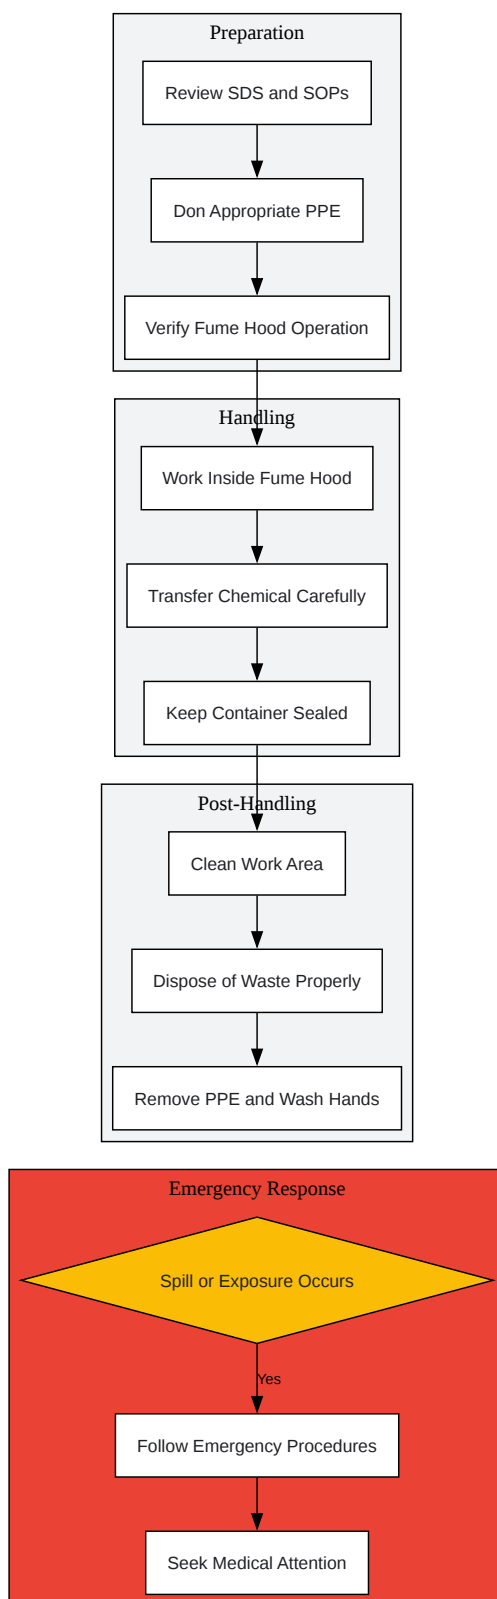 Preparation
Review SDS and SOPs
Don Appropriate PPE
Verify Fume Hood Operation
Handling
Work Inside Fume Hood
Transfer Chemical Carefully
Keep Container Sealed
Post-Handling
Clean Work Area
Dispose of Waste Properly
Remove PPE and Wash Hands
Emergency Response
Spill or Exposure Occurs
Yes
Follow Emergency Procedures
Seek Medical Attention